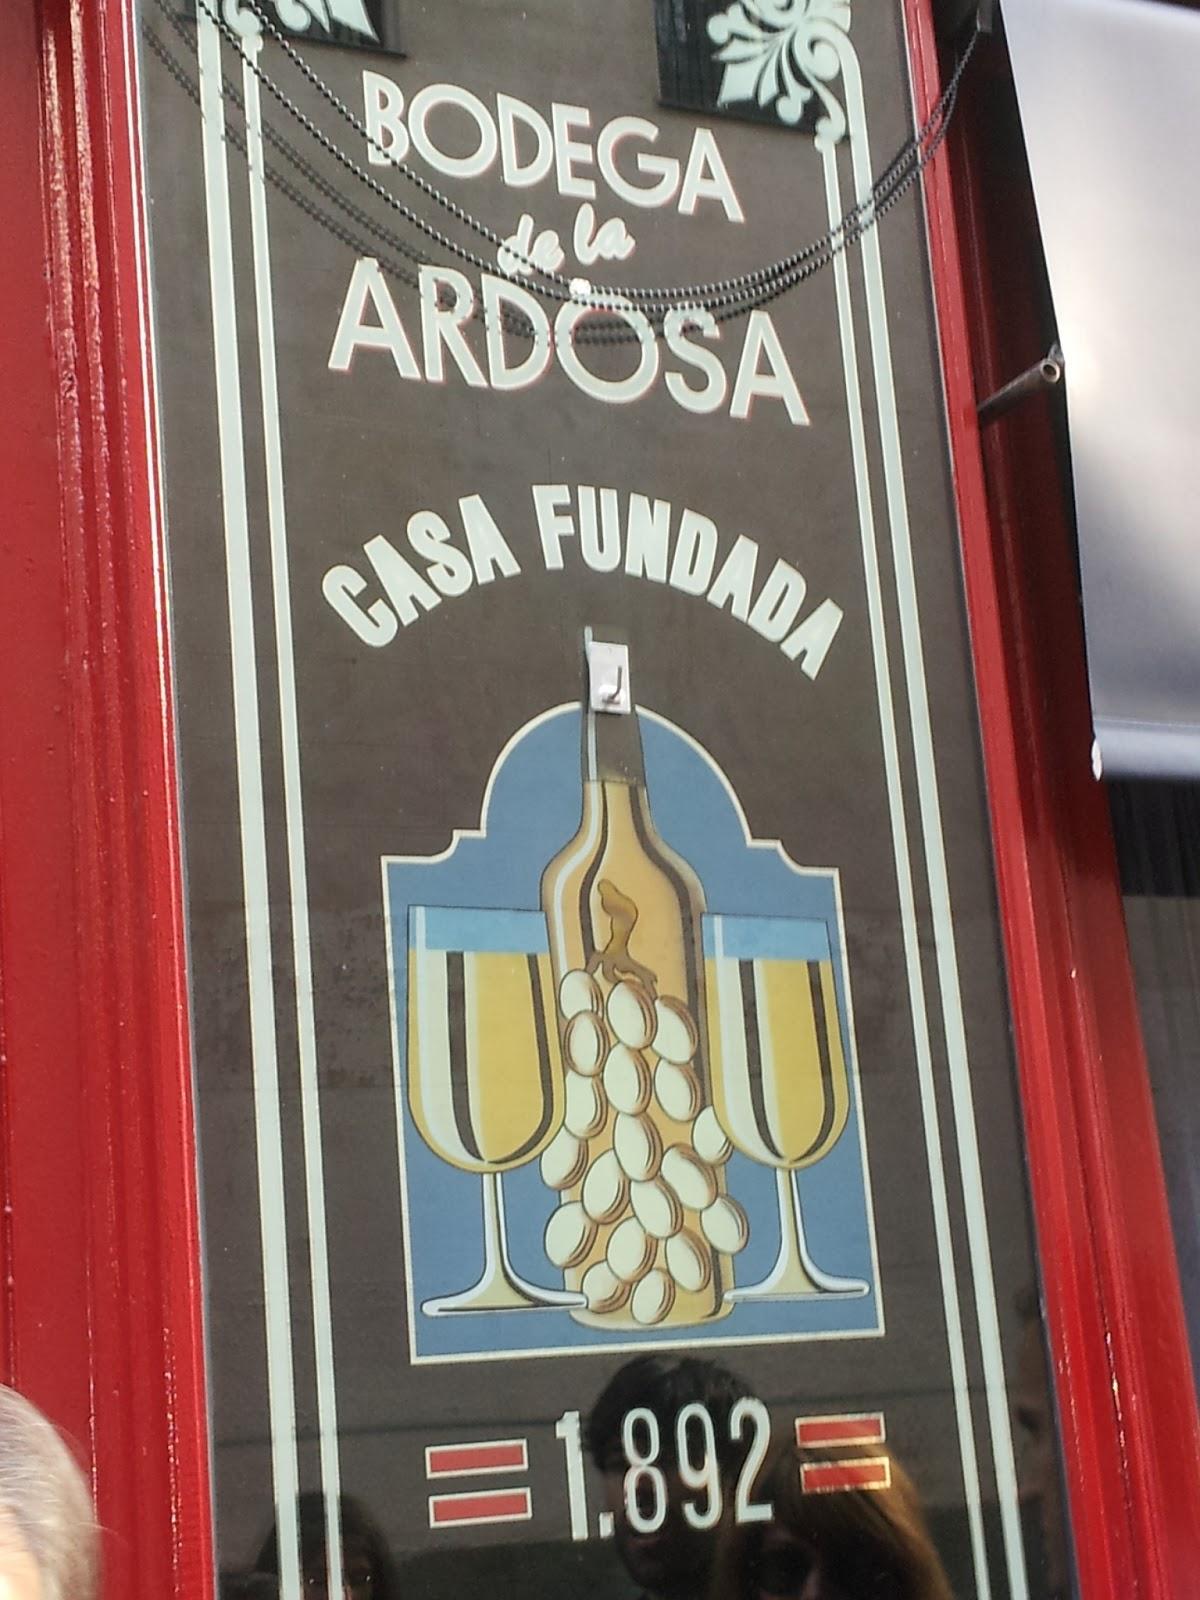 BODEGA
de la
ARDOSA
CASA FUNDADA
1.892